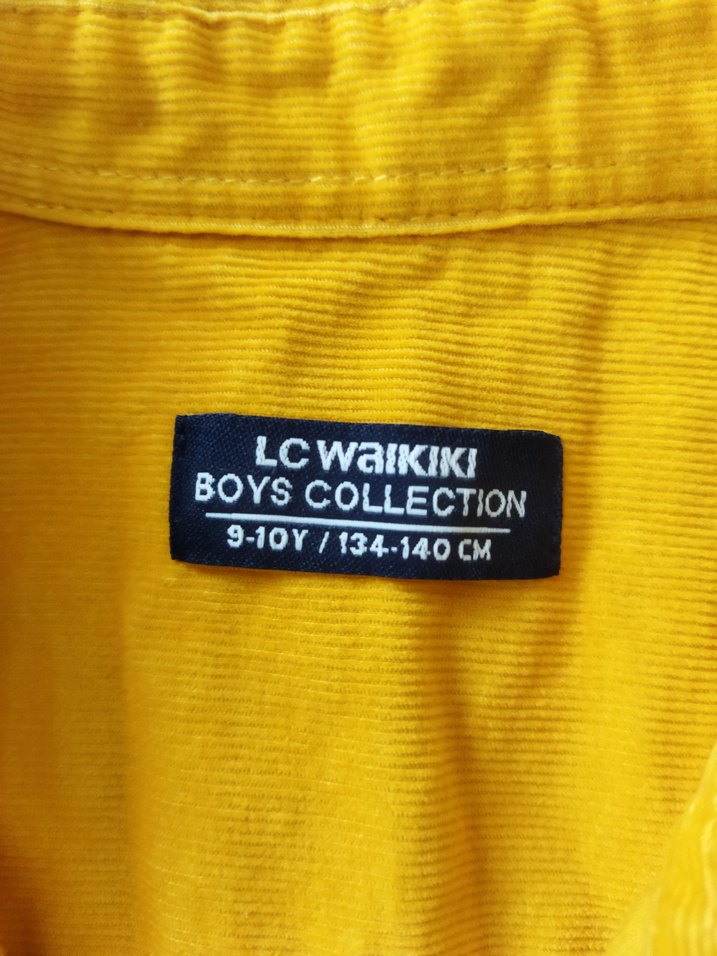 LC WaIKIKI
BOYS COLLECTION
9-10Y / 134-140 CM